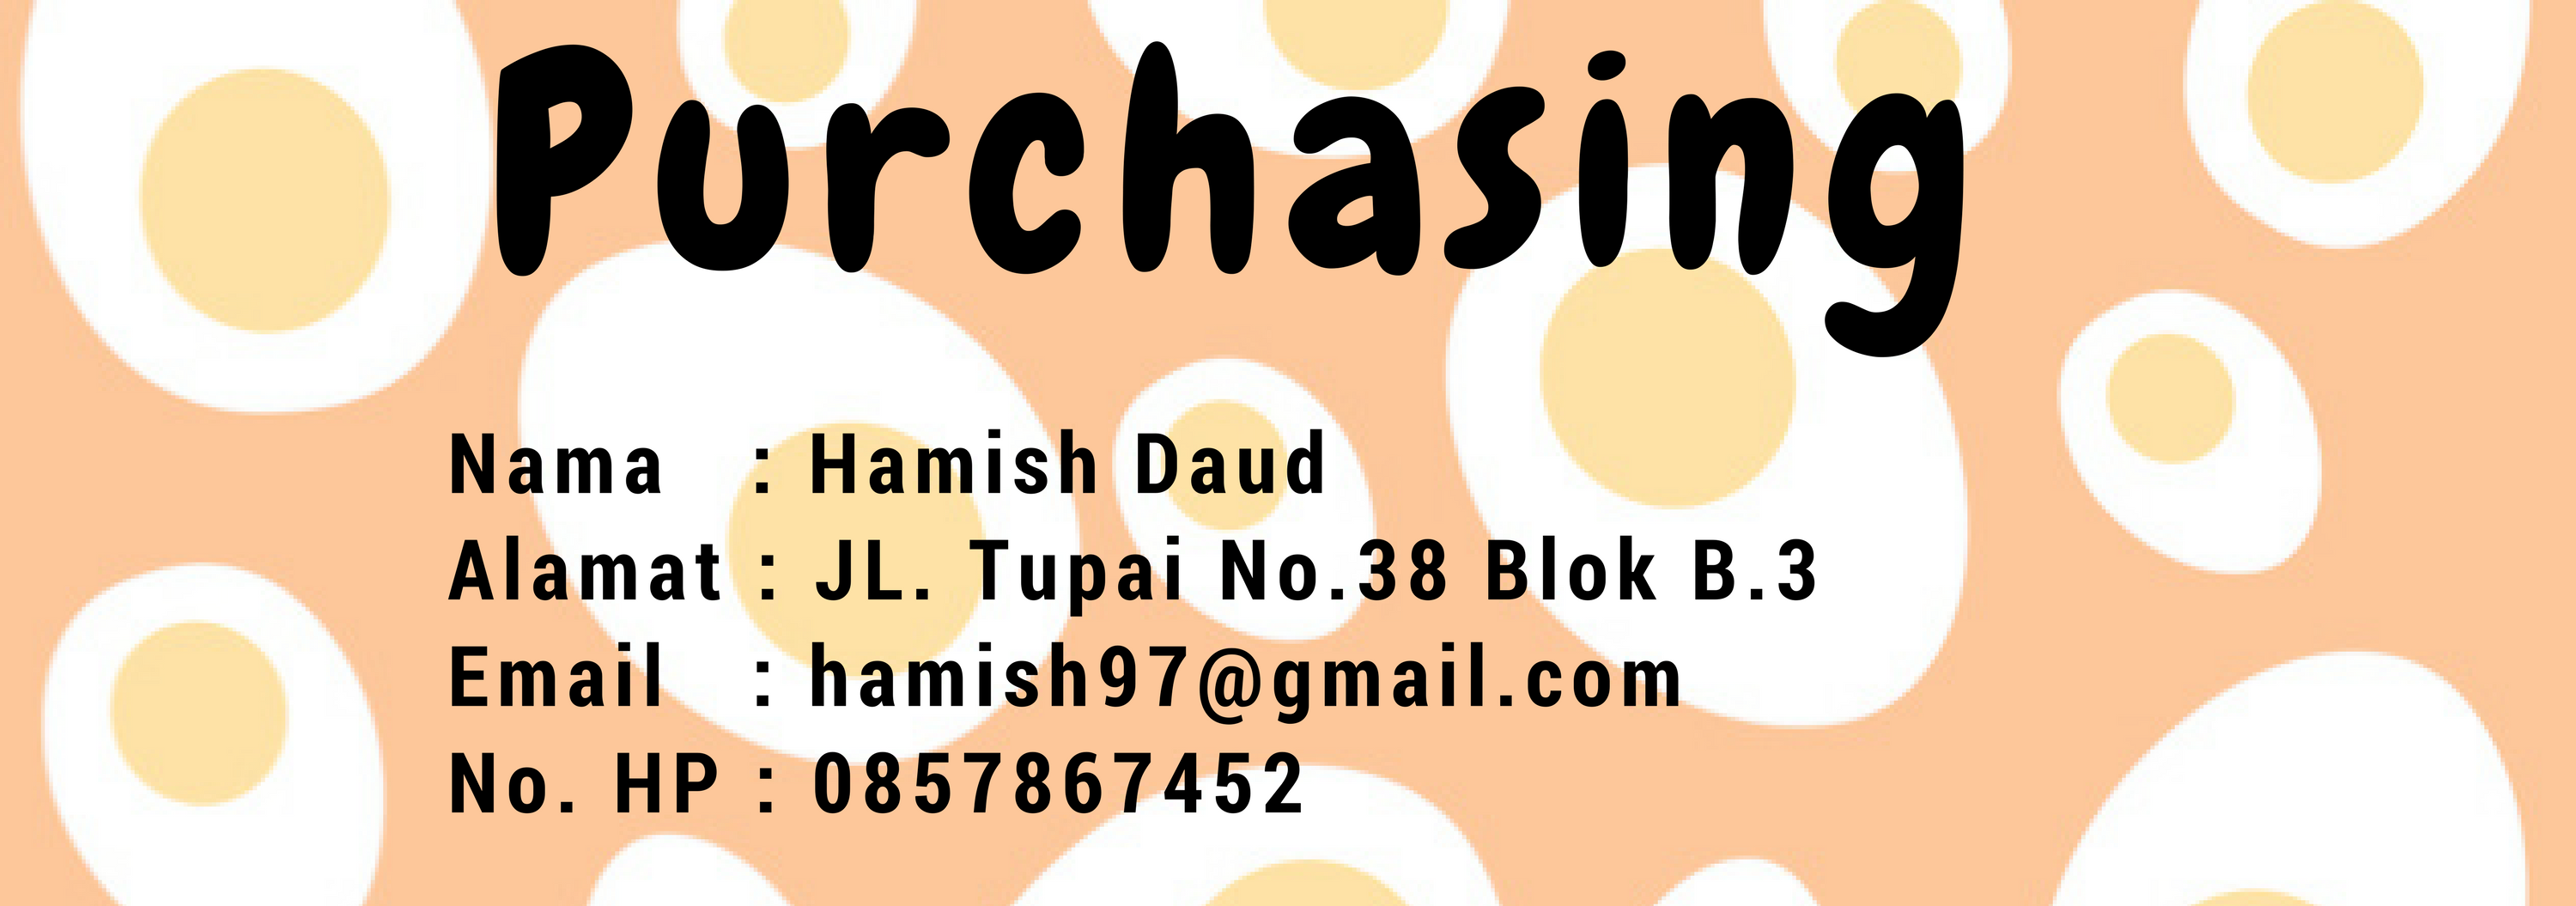 Purchasing
Nama : Hamish Daud
Alamat : JL. Tupai No.38 Blok B.3
Email : hamish97@gmail.com
No. HP : 0857867452